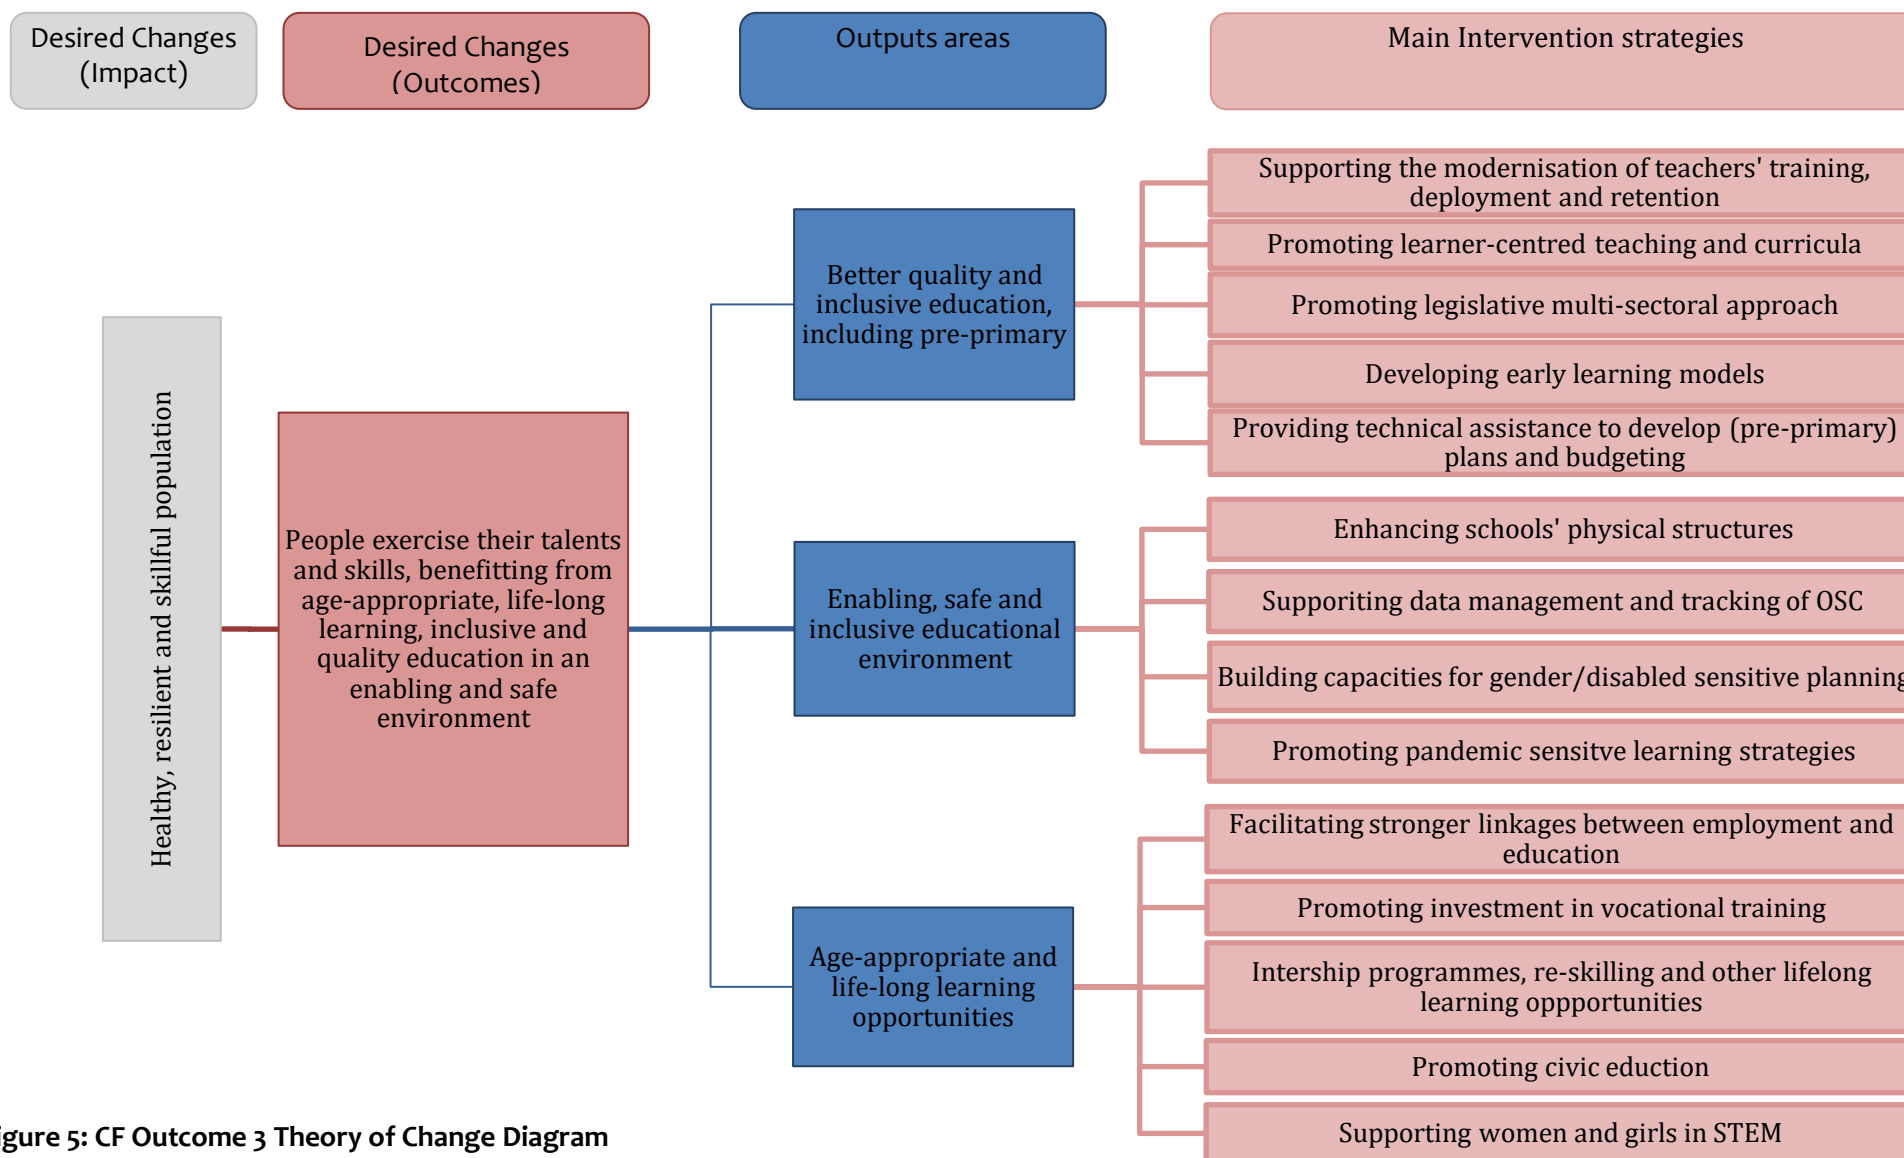 Desired Changes
(Impact)
Desired Changes
(Outcomes)
Outputs areas
Main Intervention strategies
Healthy, resilient and skillful population
People exercise their talents
and skills, benefitting from
age-appropriate, life-long
learning, inclusive and
quality education in an
enabling and safe
environment
Better quality and
inclusive education,
including pre-primary
Supporting the modernisation of teachers' training,
deployment and retention
Promoting learner-centred teaching and curricula
Promoting legislative multi-sectoral approach
Developing early learning models
Providing technical assistance to develop (pre-primary)
plans and budgeting
Enabling, safe and
inclusive educational
environment
Enhancing schools' physical structures
Supporiting data management and tracking of OSC
Building capacities for gender/disabled sensitive planning
Promoting pandemic sensitve learning strategies
Age-appropriate and
life-long learning
opportunities
Facilitating stronger linkages between employment and
education
Promoting investment in vocational training
Intership programmes, re-skilling and other lifelong
learning oppportunities
Promoting civic eduction
Supporting women and girls in STEM
igure 5: CF Outcome 3 Theory of Change Diagram